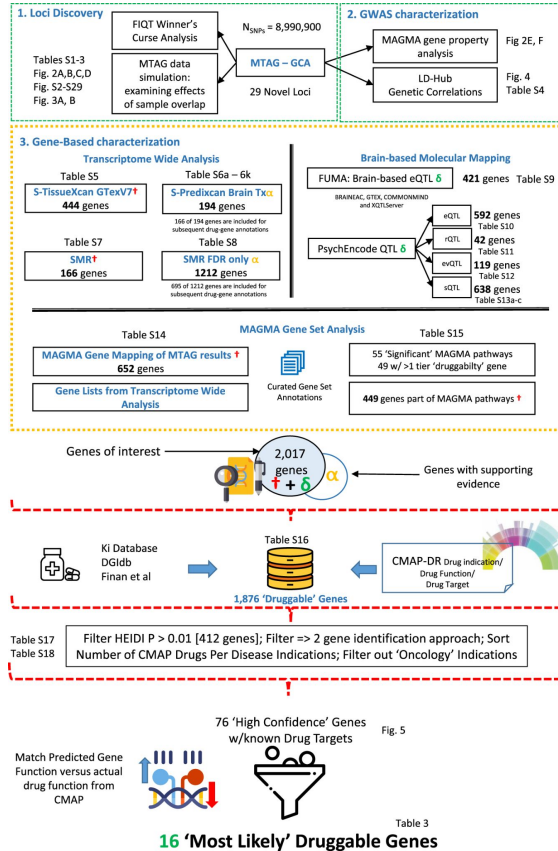 1. Loci Discovery
FIQT Winner's
Curse Analysis
N SNPs = 8,990,900
Tables S1-3
Fig. 2A,B,C,D
Fig. S2-S29
Fig. 3A, B
MTAG data
simulation:
examining effects
of sample overlap
MTAG – GCA
29 Novel Loci
2. GWAS characterization
MAGMA gene property
analysis
Fig 2E, F
LD-Hub
Genetic Correlations
Fig. 4
Table S4
3. Gene-Based characterization
Transcriptome Wide Analysis
Table S5
S-TissueXcan GTexV7†
444 genes
Table S6a – 6k
S-Predixcan Brain Txα
194 genes
166 of 194 genes are included for
subsequent drug-gene annotations
Table S7
SMR†
166 genes
Table S8
SMR FDR only α
1212 genes
695 of 1212 genes are included for
subsequent drug-gene annotations
Brain-based Molecular Mapping
FUMA: Brain-based eQTL δ
421 genes
Table S9
BRAINEAC, GTEX, COMMONMIND
and XQTLServer
PsychEncode QTL δ
eQTL
592 genes
Table S10
rQTL
42 genes
Table S11
evQTL
119 genes
Table S12
sQTL
638 genes
Table S13a-c
MAGMA Gene Set Analysis
Table S14
MAGMA Gene Mapping of MTAG results †
652 genes
Gene Lists from Transcriptome Wide
Analysis
Curated Gene Set
Annotations
Table S15
55 'Significant' MAGMA pathways
49 w/ >1 tier 'druggabilty' gene
449 genes part of MAGMA pathways †
Genes of interest
2,017
genes
† + δ
α
Genes with supporting
evidence
Ki Database
DGIdb
Finan et al
Table S16
1,876 'Druggable' Genes
CMAP-DR Drug indication/
Drug Function/
Drug Target
Table S17
Table S18
Filter HEIDI P > 0.01 [412 genes]; Filter => 2 gene identification approach; Sort
Number of CMAP Drugs Per Disease Indications; Filter out 'Oncology' Indications
76 'High Confidence' Genes
w/known Drug Targets
Fig. 5
Match Predicted Gene
Function versus actual
drug function from
CMAP
Table 3
16 'Most Likely' Druggable Genes